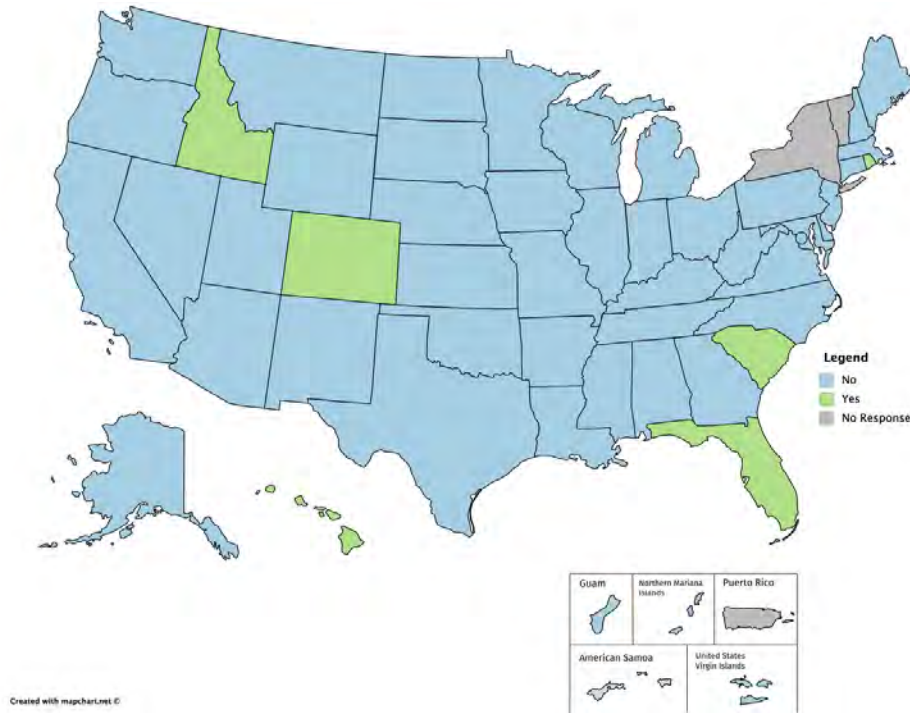 Legend
No
Yes
No Response
Guam
Northern Mariana
Islands
Puerto Rico
American Samoa
United States
Virgin Islands
Created with mapchart.net ©